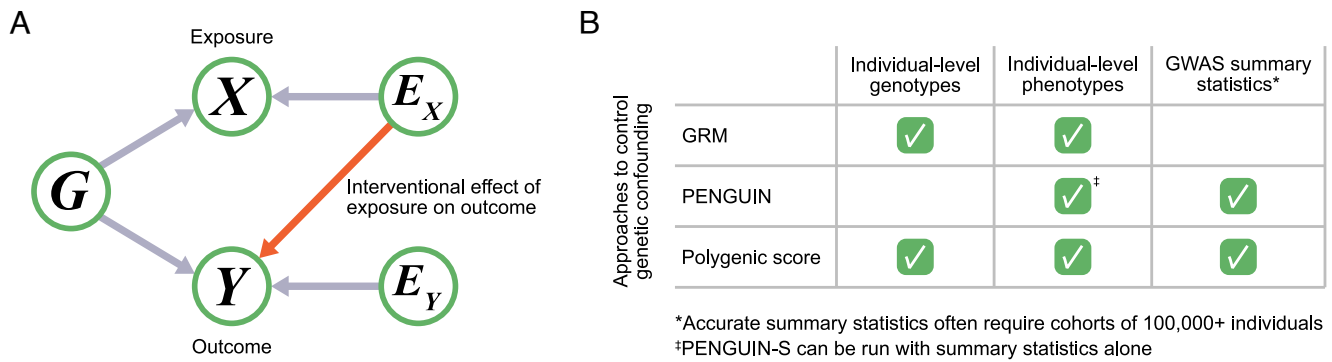 A
Exposure
X
E_X
G
Interventional effect of
exposure on outcome
Y
E_Y
Outcome
B
Approaches to control
genetic confounding
Individual-level
genotypes
Individual-level
phenotypes
GWAS summary
statistics*
GRM
✓ ✓
PENGUIN
✓‡ ✓
Polygenic score
✓ ✓ ✓
*Accurate summary statistics often require cohorts of 100,000+ individuals
‡PENGUIN-S can be run with summary statistics alone